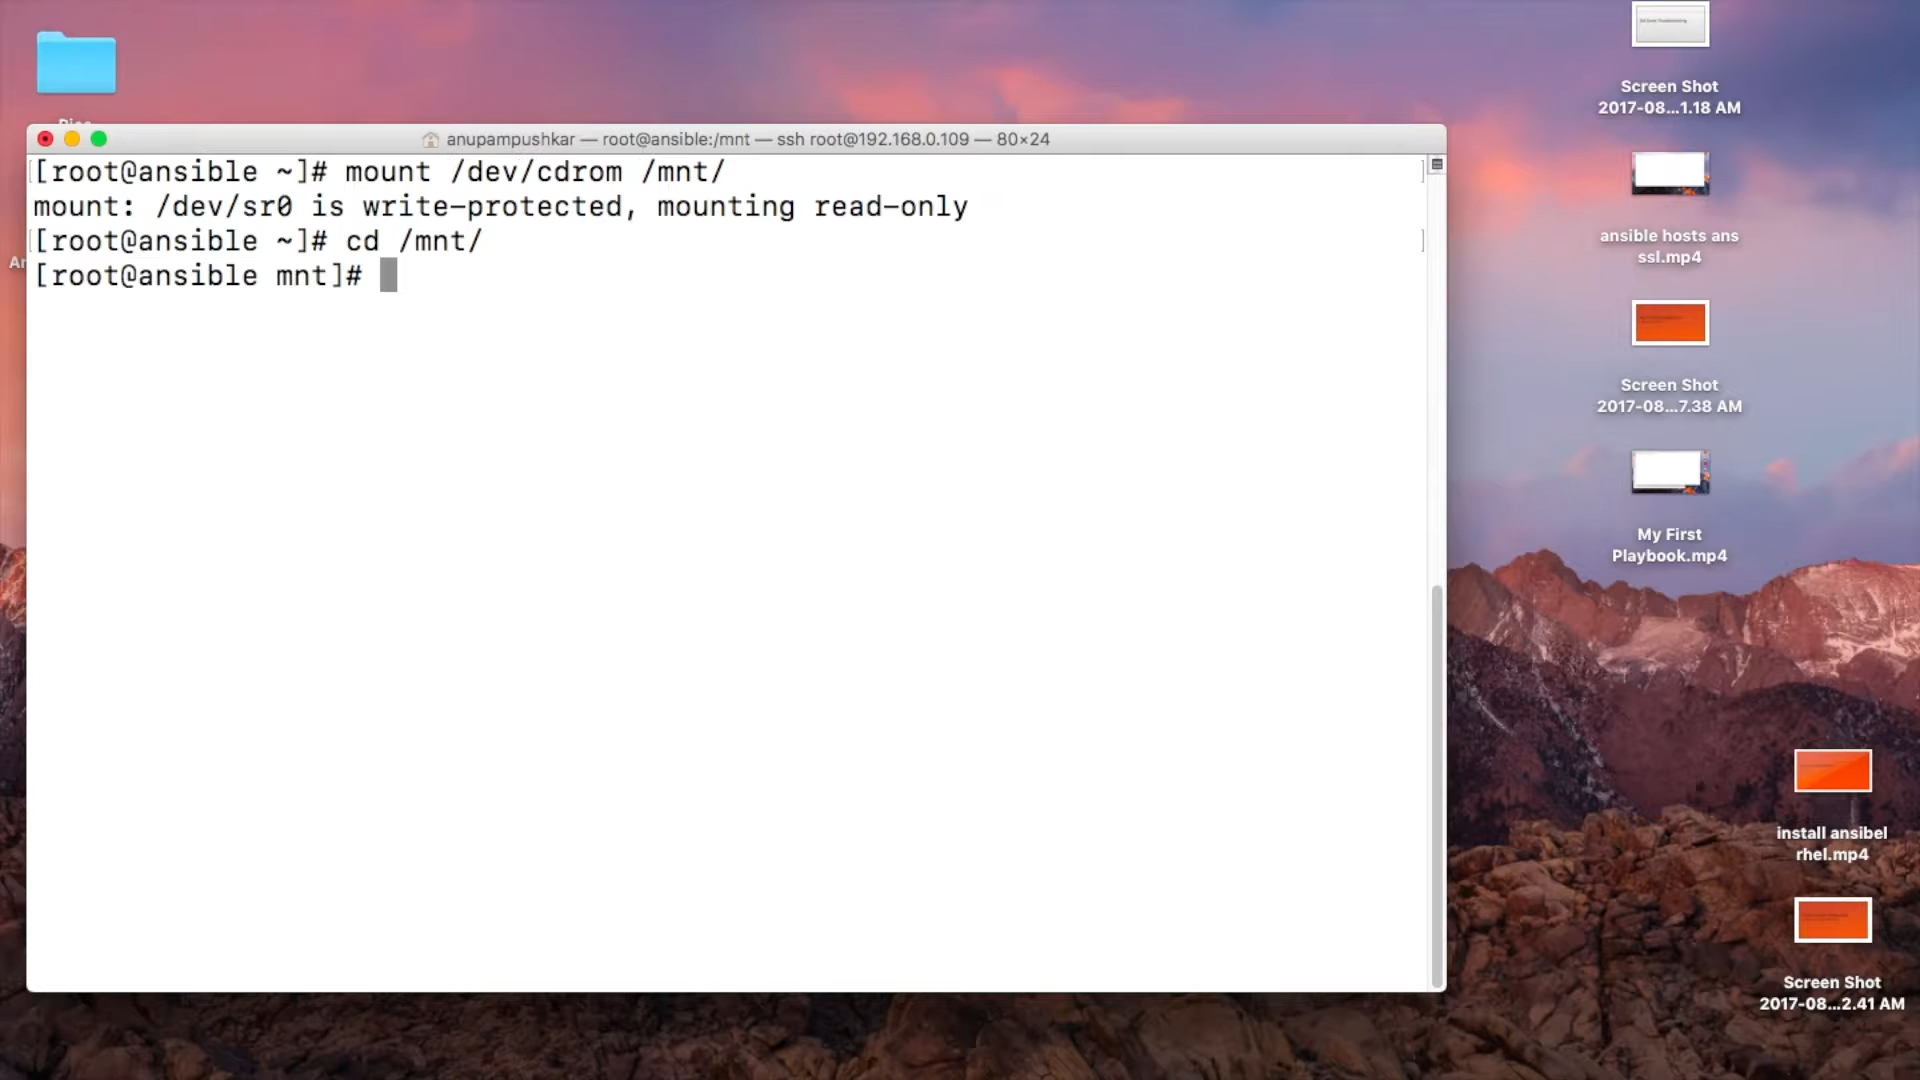 Screen Shot
2017-08...1.18 AM
anupampushkar — root@ansible:/mnt — ssh root@192.168.0.109 — 80×24
[root@ansible ~]# mount /dev/cdrom /mnt/
mount: /dev/sr0 is write-protected, mounting read-only
[root@ansible ~]# cd /mnt/
[root@ansible mnt]#
ansible hosts ans
ssl.mp4
Screen Shot
2017-08...7.38 AM
My First
Playbook.mp4
install ansibel
rhel.mp4
Screen Shot
2017-08...2.41 AM